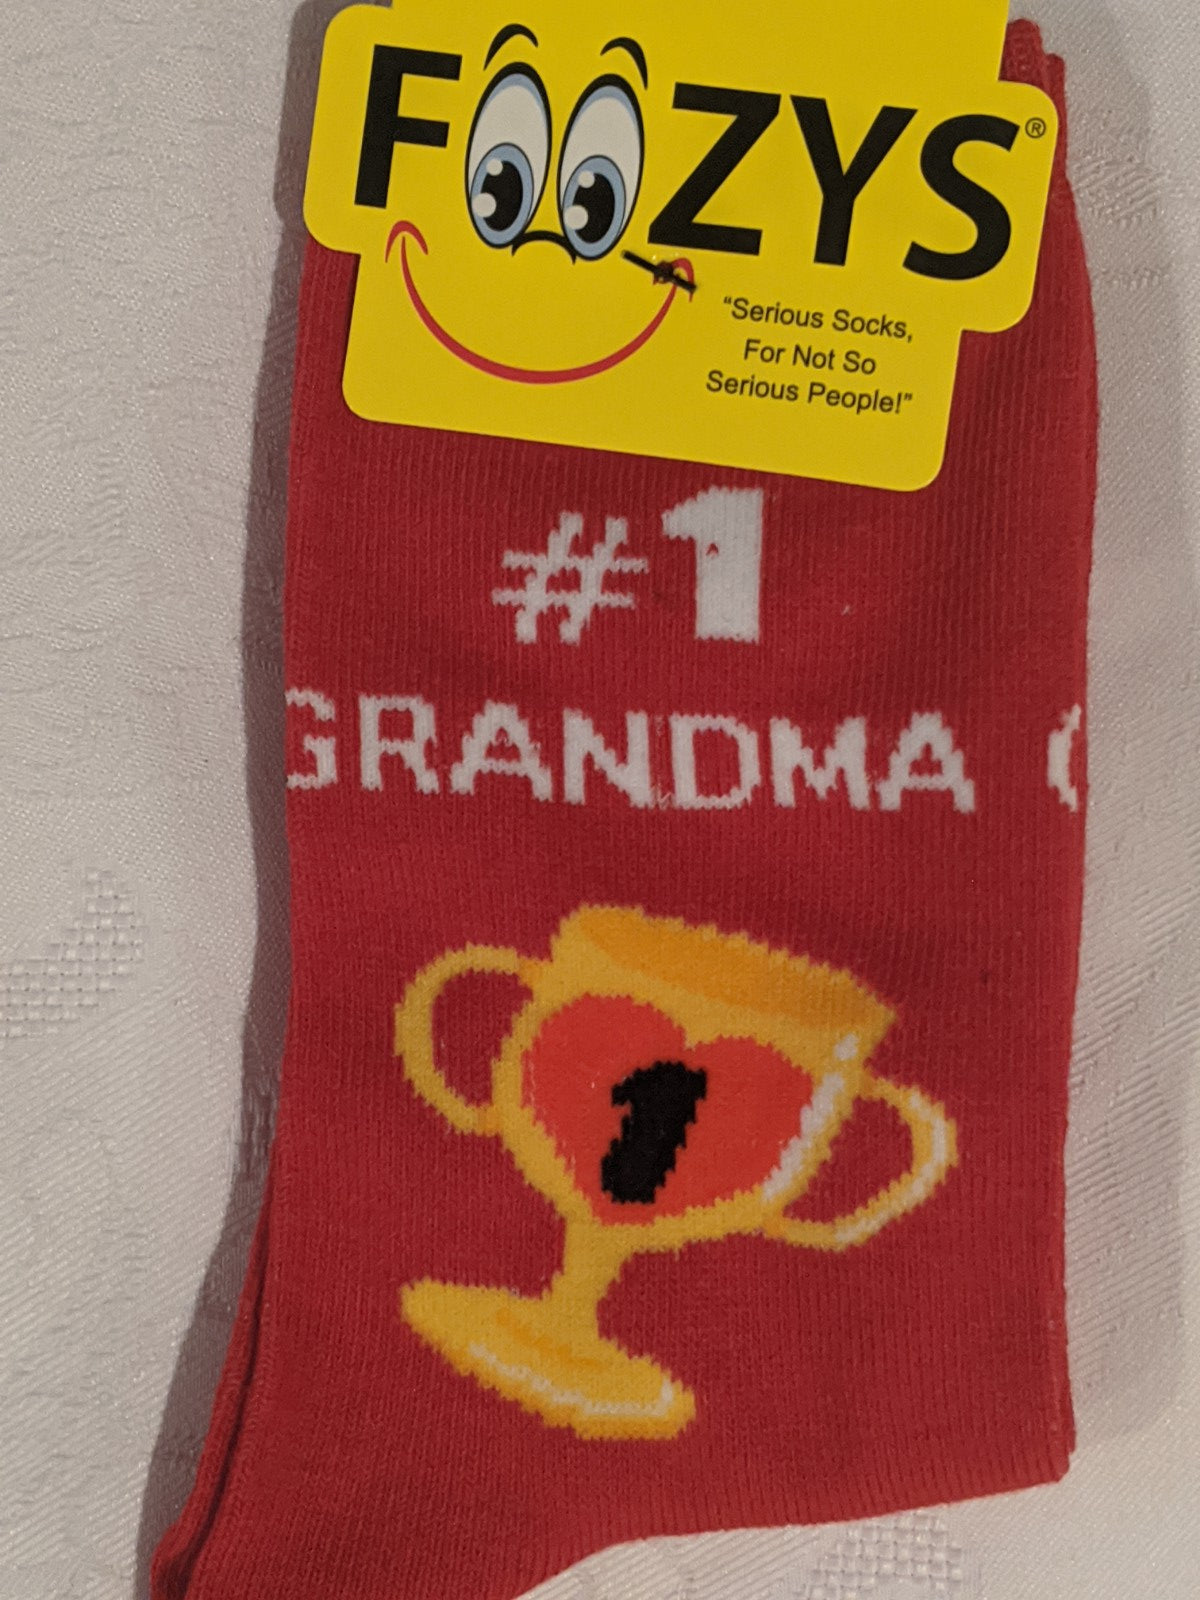 FOOZYS®
“Serious Socks,
For Not So
Serious People!”
#1
GRANDMA
1